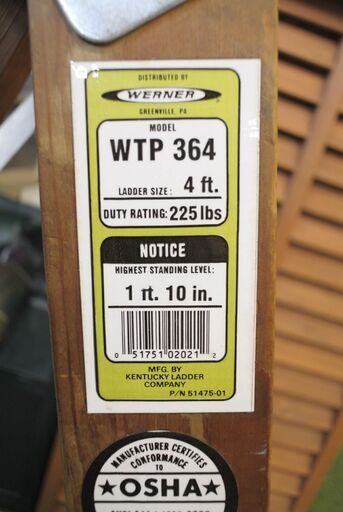 DISTRIBUTED BY
WERNER
GREENVILLE, PA
MODEL
WTP 364
LADDER SIZE: 4 ft.
DUTY RATING: 225 lbs
NOTICE
HIGHEST STANDING LEVEL:
1 ft. 10 in.
0 51751 02021 2
MFG. BY
KENTUCKY LADDER
COMPANY
P/N 51475-01
MANUFACTURER CERTIFIES
CONFORMANCE
TO
★OSHA★